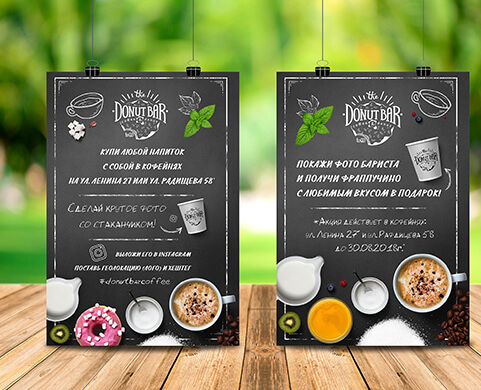 the
DONUT BAR
КУПИ ЛЮБОЙ НАПИТОК
С СОБОЙ В КОФЕЙНЯХ
НА УЛ. ЛЕНИНА 27 ИЛИ УЛ. РАДИЩЕВА 58*
СДЕЛАЙ КРУТОЕ ФОТО
СО СТАКАНЧИКОМ!
ВЫЛОЖИ ЕГО В INSTAGRAM
ПОСТАВЬ ГЕОЛОКАЦИЮ (ЛОГО) И ХЕШТЕГ
#donutbarcoffee
the
DONUT BAR
ПОКАЖИ ФОТО БАРИСТА
И ПОЛУЧИ ФРАППУЧИНО
С ЛЮБИМЫМ ВКУСОМ В ПОДАРОК!
*АКЦИЯ ДЕЙСТВУЕТ В КОФЕЙНЯХ:
УЛ. ЛЕНИНА 27 И УЛ. РАДИЩЕВА 58
ДО 30.08.2018г.